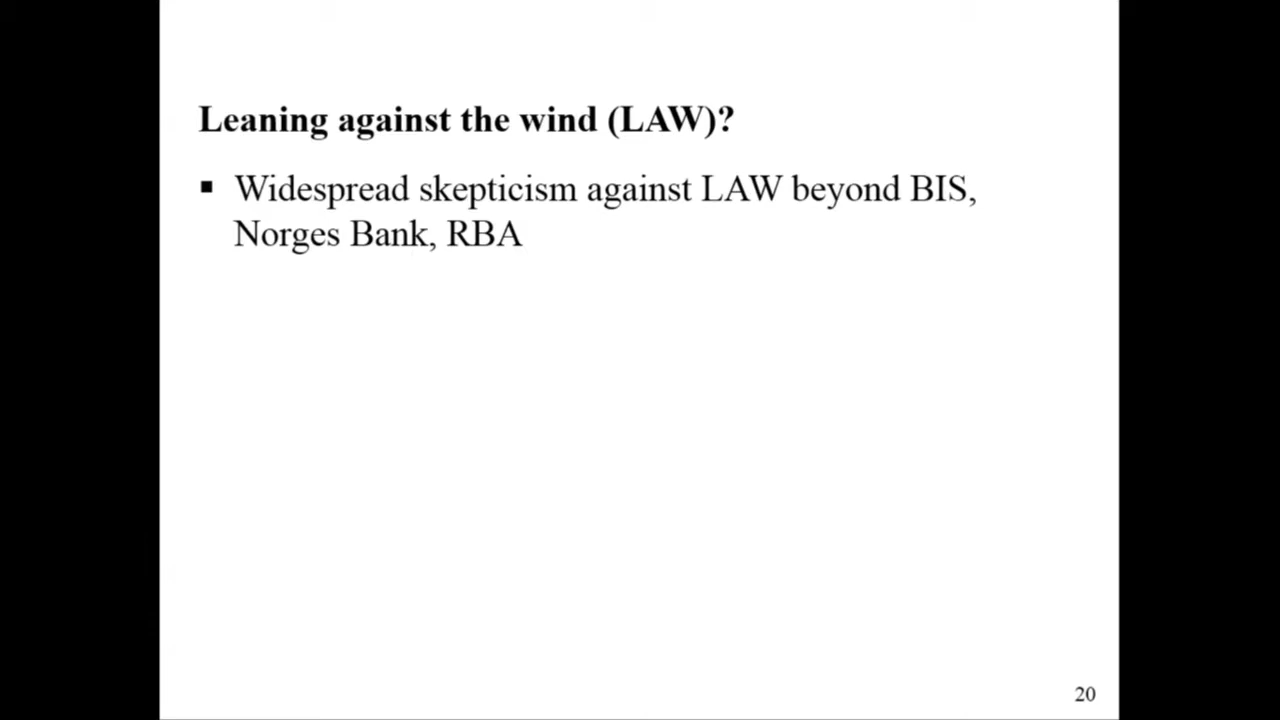 Leaning against the wind (LAW)?
▪ Widespread skepticism against LAW beyond BIS,
Norges Bank, RBA
20